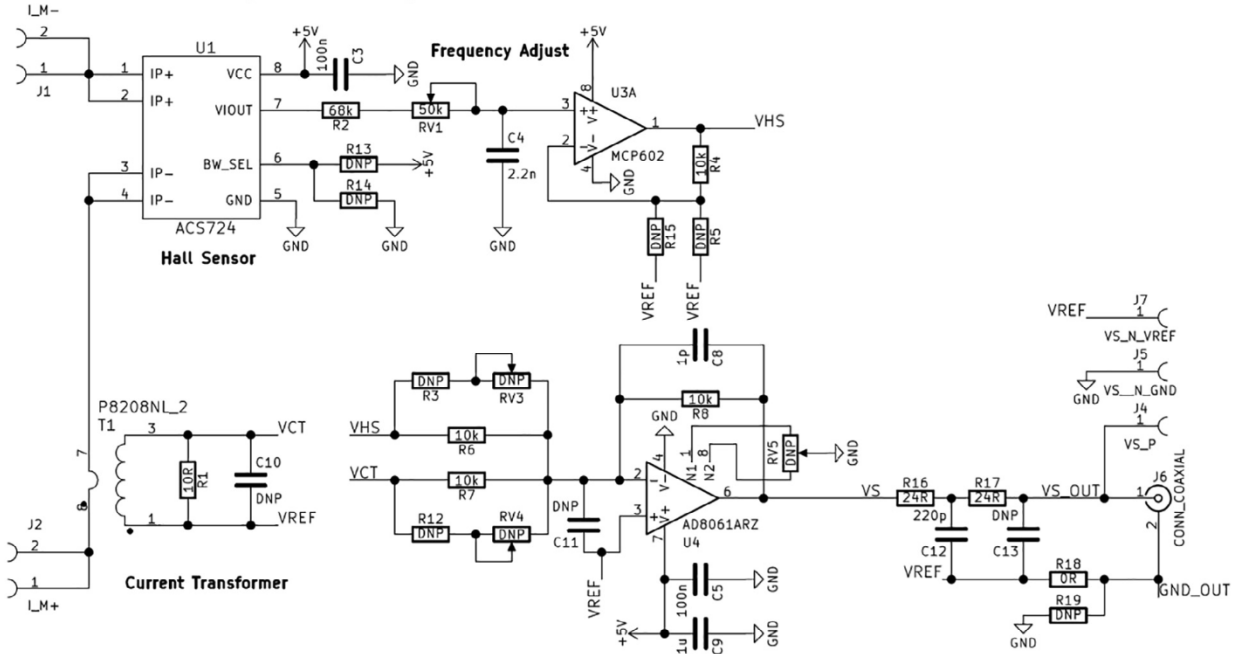 I_M-
2
1
J1
U1
1 IP+ VCC 8
2 IP+ VIOUT 7
3 IP- BW_SEL 6
4 IP- GND 5
ACS724
Hall Sensor
+5V
100n
C3
GND
Frequency Adjust
68k
R2
50k
RV1
C4
2.2n
GND
R13
DNP
+5V
R14
DNP
GND
GND
+5V
8
U3A
3 + V+
2 - V-
1
MCP602
4
GND
VHS
10k
R4
DNP
R15
DNP
R5
VREF
VREF
P8208NL_2
T1
3
VCT
7
8
10R
R1
C10
DNP
1
VREF
Current Transformer
J2
2
1
I_M+
DNP
R3
DNP
RV3
VHS
10k
R6
VCT
10k
R7
R12
DNP
RV4
DNP
DNP
C11
VREF
1p
C8
10k
R8
GND
4
1
N1
8
N2
RV5
DNP
GND
2 - V-
3 + V+
6
7
AD8061ARZ
U4
100n
C5
GND
+5V
1u
C9
GND
VS
R16
24R
R17
24R
VS_OUT
220p
C12
DNP
C13
VREF
R18
0R
R19
DNP
GND
GND_OUT
VREF
J7
1
VS_N_VREF
J5
1
GND
VS__N_GND
J4
1
VS_P
J6
1
2
CONN_COAXIAL